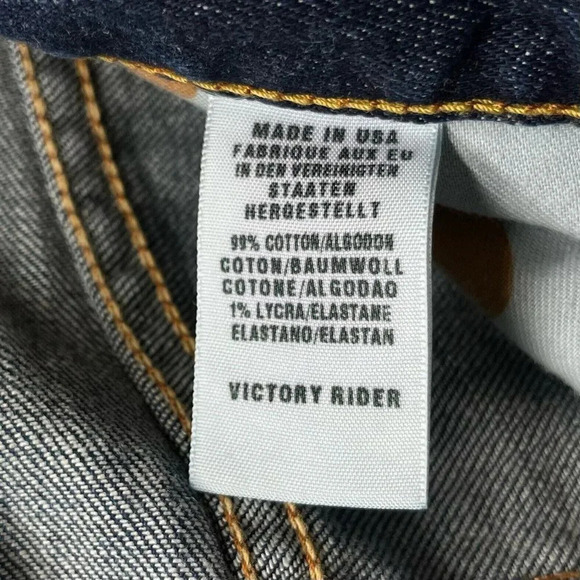 MADE IN USA
FABRIQUE AUX EU
IN DEN VEREINIGTEN
STAATEN
HERGESTELLT
99% COTTON/ALGODON
COTON/BAUMWOLL
COTONE/ALGODAO
1% LYCRA/ELASTANE
ELASTANO/ELASTAN
VICTORY RIDER